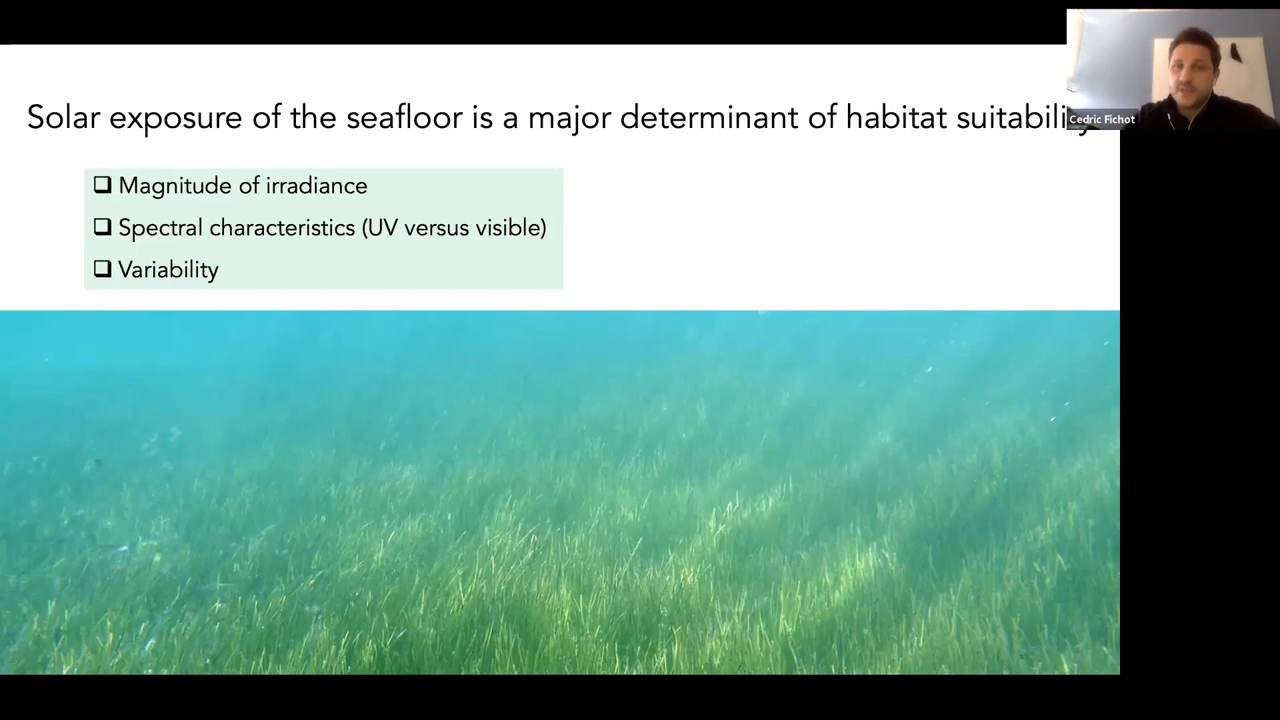 Solar exposure of the seafloor is a major determinant of habitat suitability
Cedric Fichot
❑ Magnitude of irradiance
❑ Spectral characteristics (UV versus visible)
❑ Variability